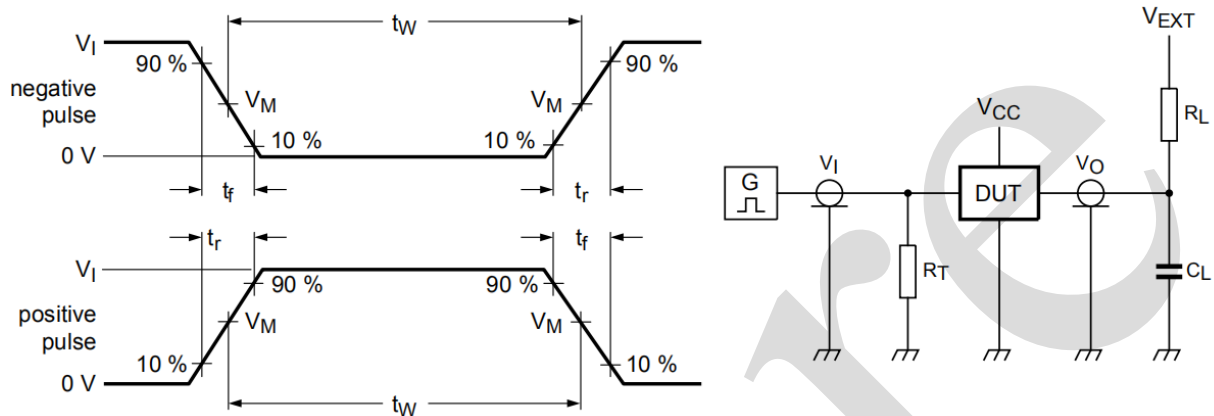 tW
VI
90 %
90 %
negative
pulse
VM
VM
10 %
10 %
0 V
tf
tr
tr
tf
VI
90 %
90 %
positive
pulse
VM
VM
10 %
10 %
0 V
tW
VEXT
RL
VCC
VI
VO
G
DUT
RT
CL
re